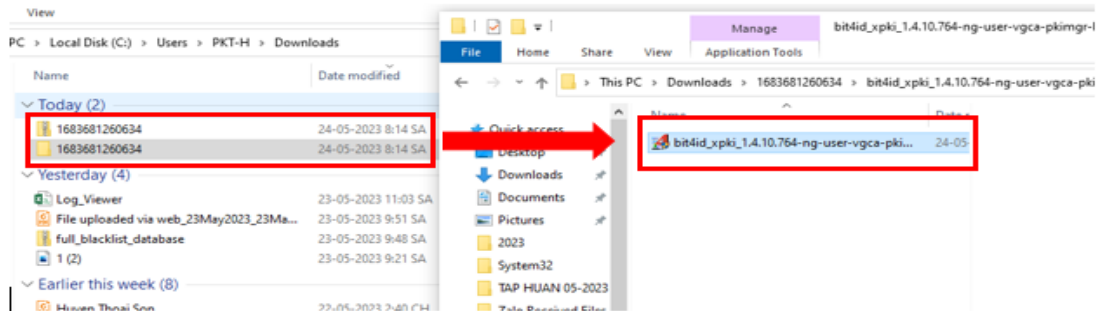 View
PC > Local Disk (C:) > Users > PKT-H > Downloads
Name
Date modified
Today (2)
1683681260634
24-05-2023 8:14 SA
1683681260634
24-05-2023 8:14 SA
Yesterday (4)
Log_Viewer
23-05-2023 11:03 SA
File uploaded via web_23May2023_23Ma...
23-05-2023 9:51 SA
full_blacklist_database
23-05-2023 9:48 SA
1 (2)
23-05-2023 9:21 SA
Earlier this week (8)
Huyen Thoai Son
22-05-2023 2:40 CH
Manage
bit4id_xpki_1.4.10.764-ng-user-vgca-pkimgr-
File
Home
Share
View
Application Tools
This PC > Downloads > 1683681260634 > bit4id_xpki_1.4.10.764-ng-user-vgca-pki
Name
Quick access
bit4id_xpki_1.4.10.764-ng-user-vgca-pki...
24-05
Desktop
Downloads
Documents
Pictures
2023
System32
TAP HUAN 05-2023
Zalo Received Files